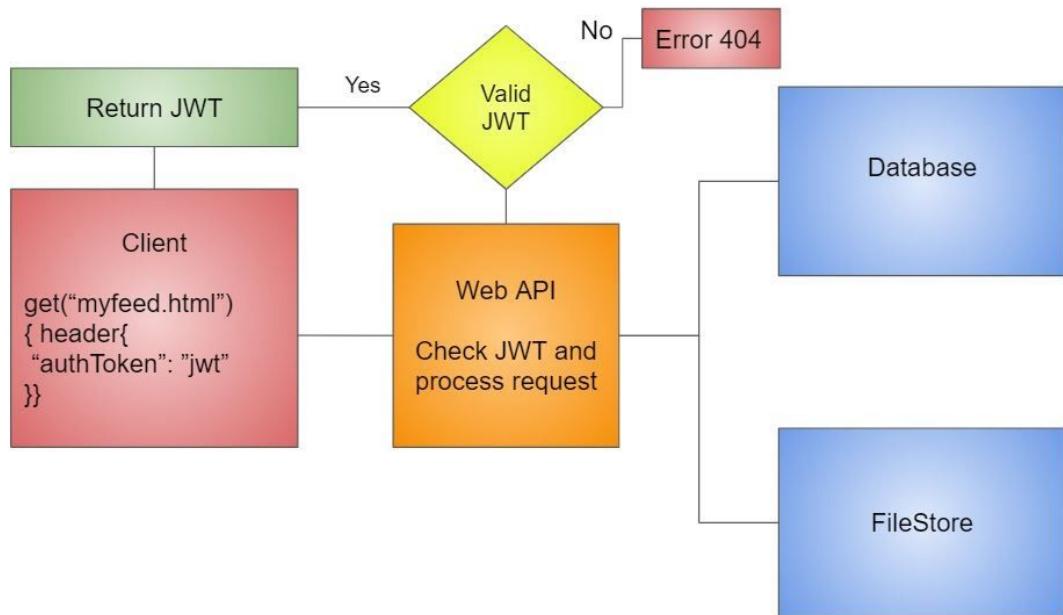 No
Error 404
Yes
Valid
JWT
Return JWT
Database
Client
get(“myfeed.html”)
{ header{
“authToken”: ”jwt”
}}
Web API
Check JWT and
process request
FileStore